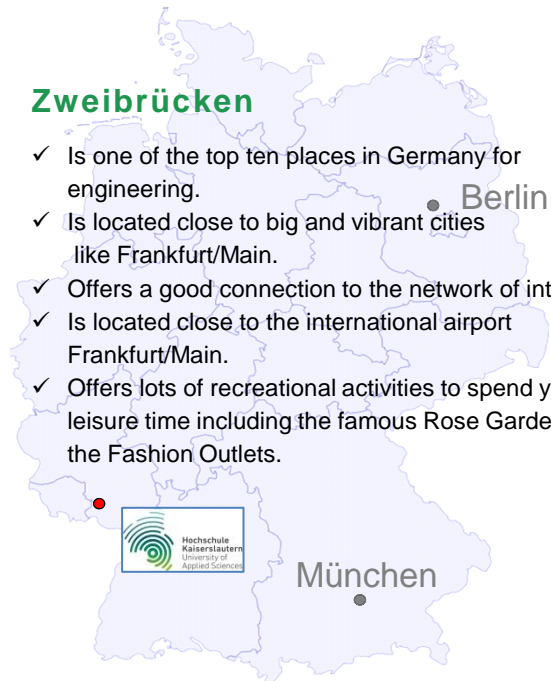 Zweibrücken
✓ Is one of the top ten places in Germany for
engineering.
Berlin
✓ Is located close to big and vibrant cities
like Frankfurt/Main.
✓ Offers a good connection to the network of int
✓ Is located close to the international airport
Frankfurt/Main.
✓ Offers lots of recreational activities to spend y
leisure time including the famous Rose Garde
the Fashion Outlets.
Hochschule
Kaiserslautern
University of
Applied Sciences
München